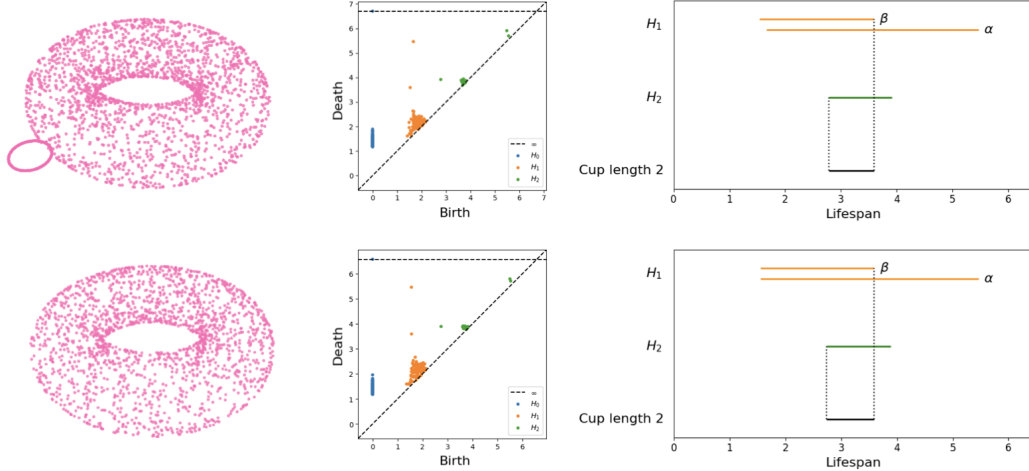 7
6
5
4
3
2
1
0
Death
∞
H₀
H₁
H₂
0 1 2 3 4 5 6 7
Birth
H₁
β
α
H₂
Cup length 2
0 1 2 3 4 5 6
Lifespan
6
5
4
3
2
1
0
Death
∞
H₀
H₁
H₂
0 1 2 3 4 5 6
Birth
H₁
β
α
H₂
Cup length 2
0 1 2 3 4 5 6
Lifespan